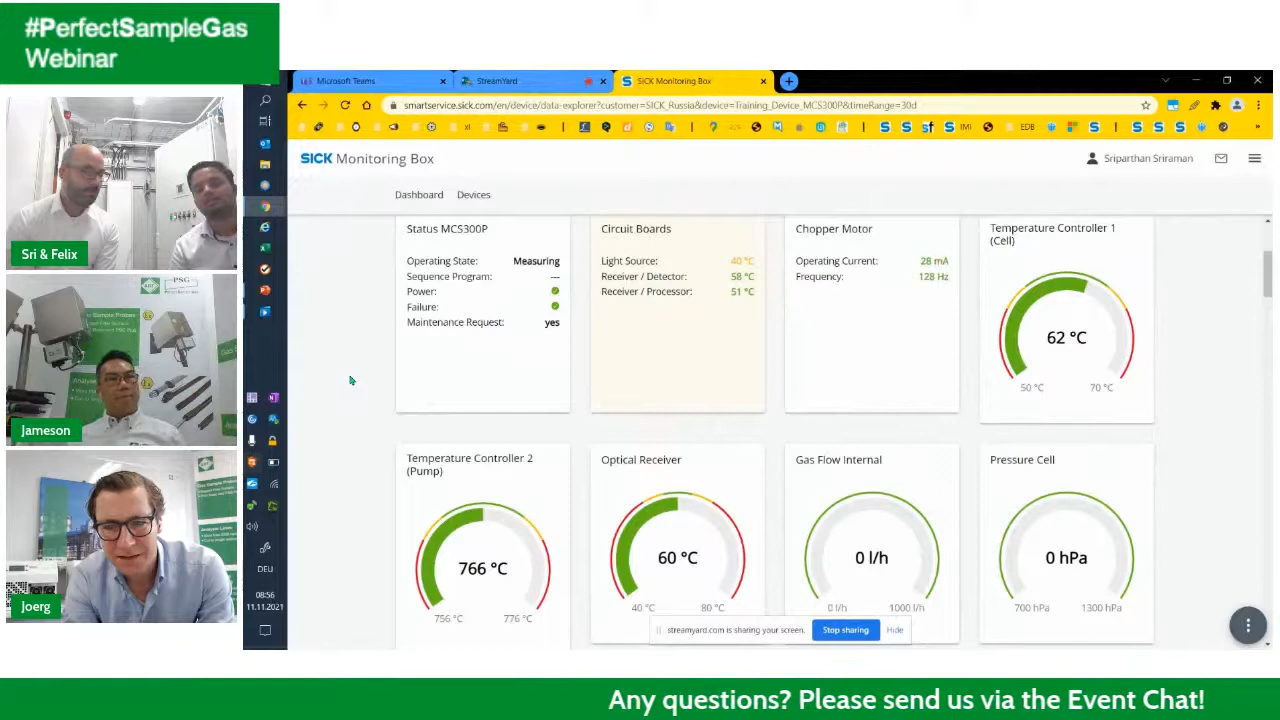 #PerfectSampleGas
Webinar
Sri & Felix
PSG
Jameson
Joerg
Microsoft Teams
StreamYard
SICK Monitoring Box
smartservice.sick.com/en/device/data-explorer?customer=SICK_Russia&device=Training_Device_MCS300P&timeRange=30d
IMI
EDB
SICK Monitoring Box
Siriparthan Sriraman
Dashboard
Devices
Status MCS300P
Operating State: Measuring
Sequence Program: ---
Power:
Failure:
Maintenance Request: yes
Circuit Boards
Light Source: 40 °C
Receiver / Detector: 58 °C
Receiver / Processor: 51 °C
Chopper Motor
Operating Current: 28 mA
Frequency: 128 Hz
Temperature Controller 1
(Cell)
62 °C
50 °C 70 °C
Temperature Controller 2
(Pump)
766 °C
756 °C 776 °C
Optical Receiver
60 °C
40 °C 80 °C
Gas Flow Internal
0 l/h
0 l/h 1000 l/h
Pressure Cell
0 hPa
700 hPa 1300 hPa
streamyard.com is sharing your screen.
Stop sharing
Hide
DEU
08:56
11.11.2021
Any questions? Please send us via the Event Chat!